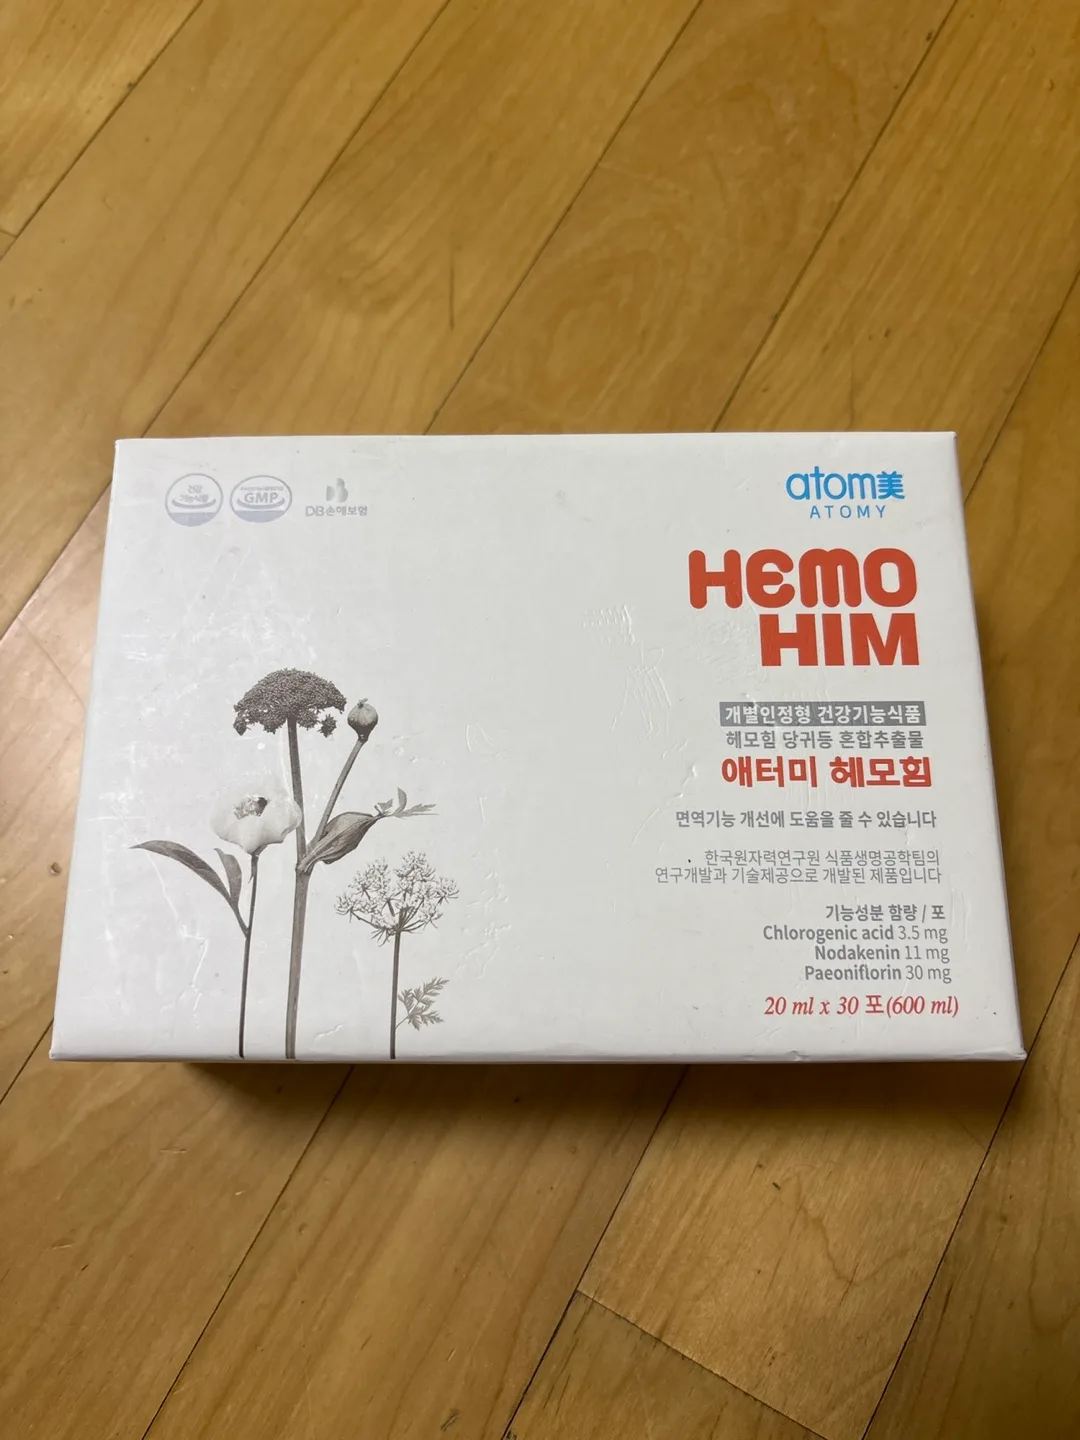 건강
기능식품
GMP
DB손해보험
atom美
ATOMY
HEMO
HIM
개별인정형 건강기능식품
헤모힘 당귀등 혼합추출물
애터미 헤모힘
면역기능 개선에 도움을 줄 수 있습니다
한국원자력연구원 식품생명공학팀의
연구개발과 기술제공으로 개발된 제품입니다
기능성분 함량 / 포
Chlorogenic acid 3.5 mg
Nodakenin 11 mg
Paeoniflorin 30 mg
20 ml x 30 포(600 ml)